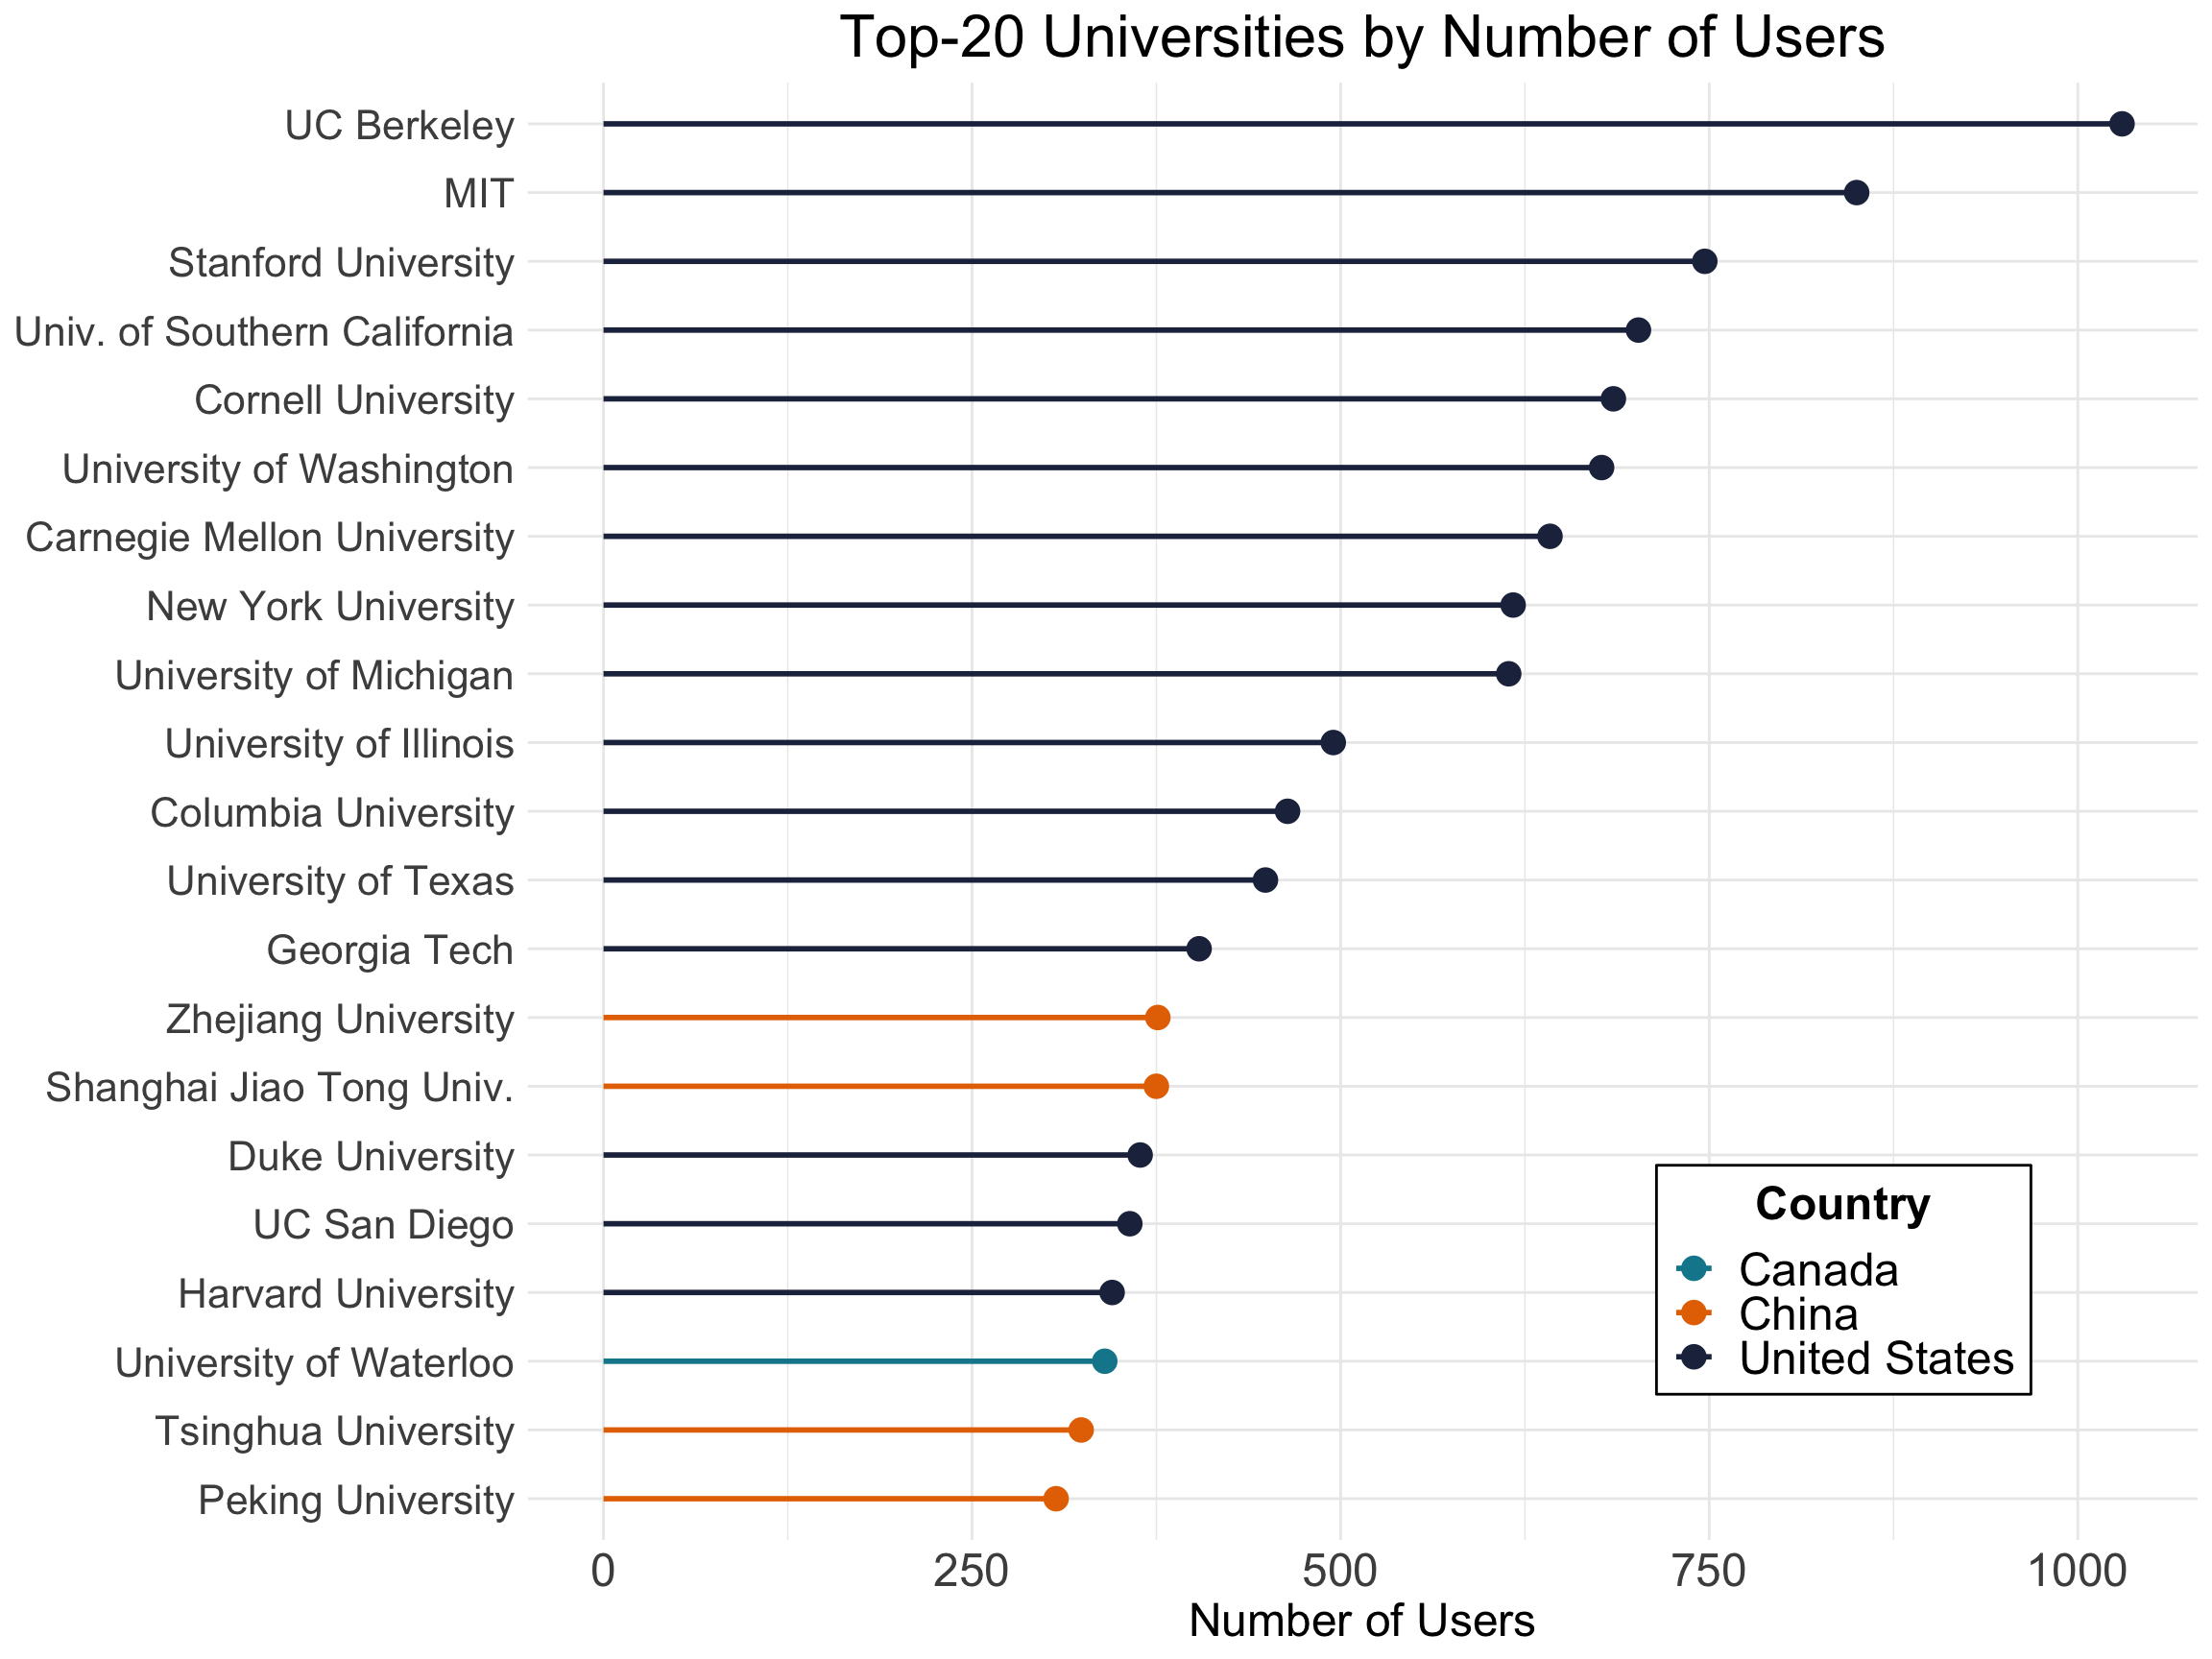 Top-20 Universities by Number of Users
UC Berkeley
MIT
Stanford University
Univ. of Southern California
Cornell University
University of Washington
Carnegie Mellon University
New York University
University of Michigan
University of Illinois
Columbia University
University of Texas
Georgia Tech
Zhejiang University
Shanghai Jiao Tong Univ.
Duke University
UC San Diego
Harvard University
University of Waterloo
Tsinghua University
Peking University
Country
Canada
China
United States
0 250 500 750 1000
Number of Users